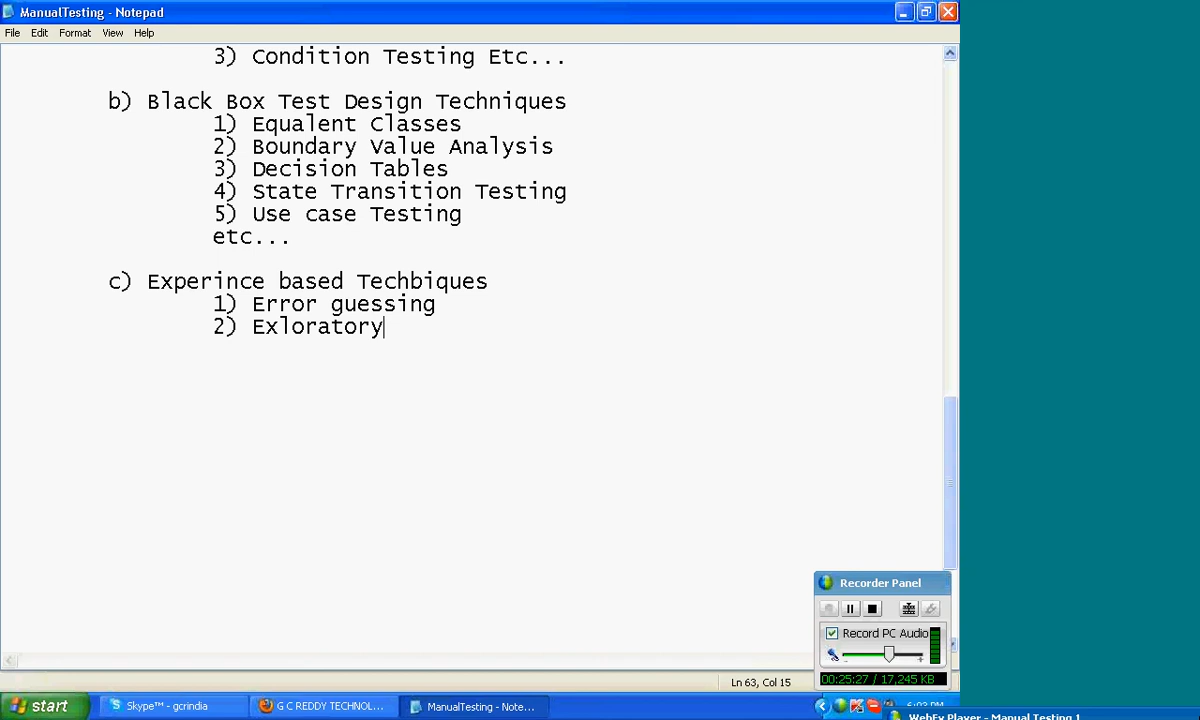 ManualTesting - Notepad
File Edit Format View Help
3) Condition Testing Etc...
b) Black Box Test Design Techniques
1) Equalent Classes
2) Boundary Value Analysis
3) Decision Tables
4) State Transition Testing
5) Use case Testing
etc...
c) Experince based Techbiques
1) Error guessing
2) Exloratory
Recorder Panel
Record PC Audio
00:25:27 / 17,245 KB
Ln 63, Col 15
start Skype™ - gcrindia G C REDDY TECHNOL... ManualTesting - Note...
WebEx Player - Manual Testing 1